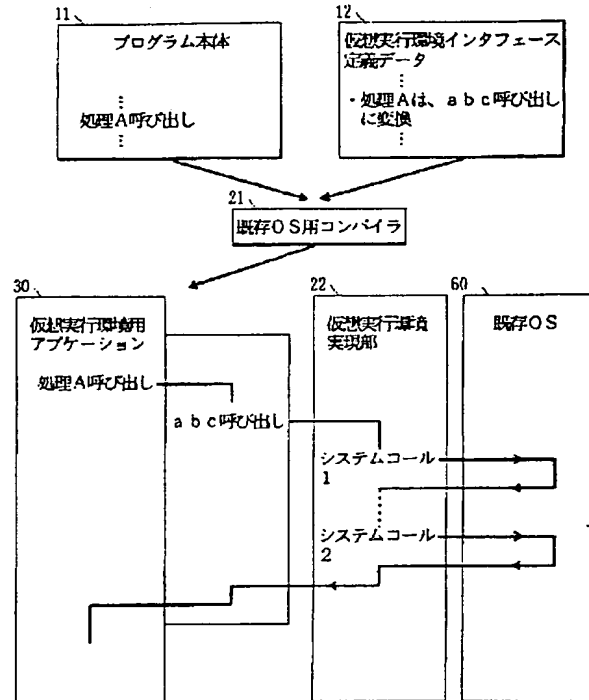 11
プログラム本体
⋮
処理A呼び出し
⋮
12
仮想実行環境インタフェース
定義データ
⋮
・処理Aは、abc呼び出し
に変換
⋮
21
既存OS用コンパイラ
30
仮想実行環境用
アプケーション
処理A呼び出し
abc呼び出し
22
仮想実行環境
実現部
システムコール
1
システムコール
2
60
既存OS